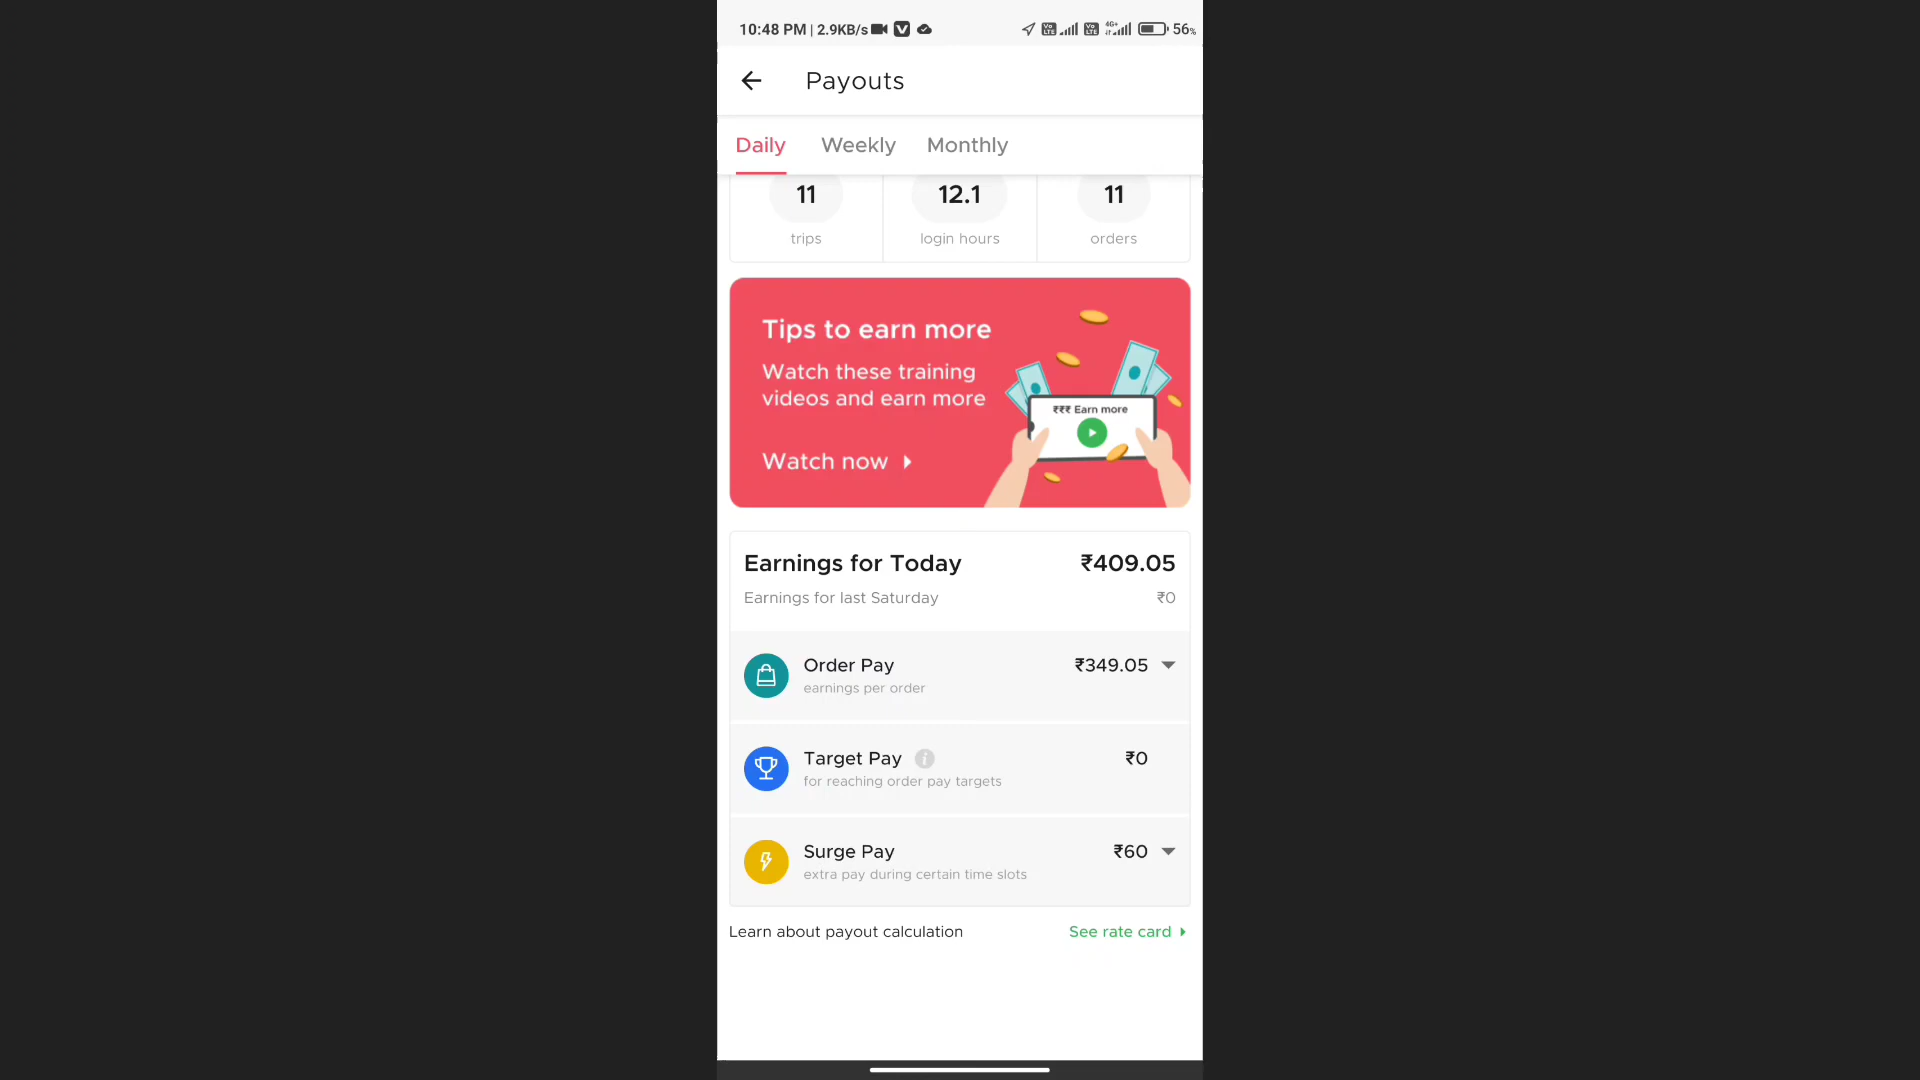 10:48 PM | 2.9KB/s 56%
Payouts
Daily Weekly Monthly
11 12.1 11
trips login hours orders
Tips to earn more
Watch these training
videos and earn more
₹₹₹ Earn more
Watch now
Earnings for Today ₹409.05
Earnings for last Saturday ₹0
Order Pay ₹349.05
earnings per order
Target Pay ₹0
for reaching order pay targets
Surge Pay ₹60
extra pay during certain time slots
Learn about payout calculation See rate card